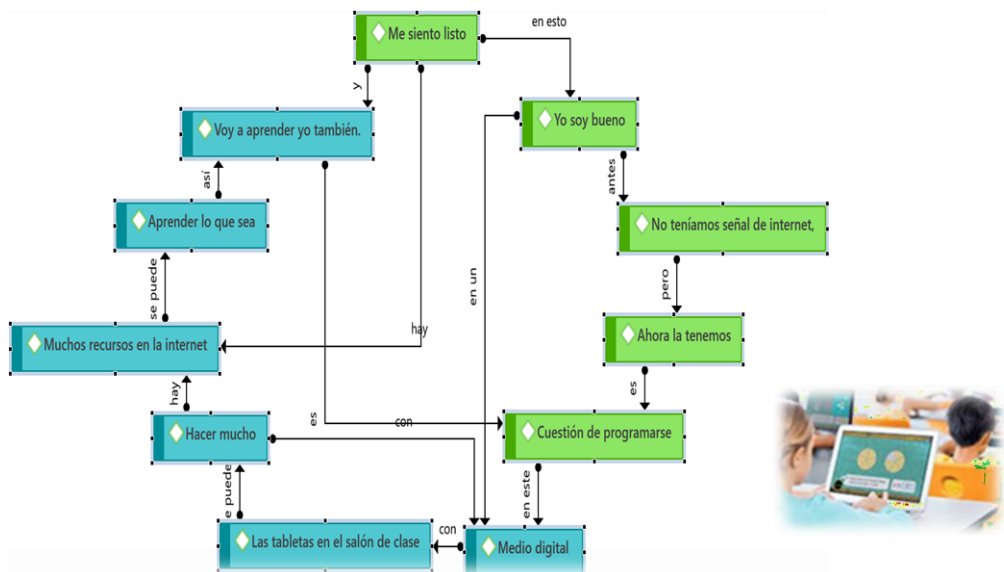 Me siento listo
en esto
y
Voy a aprender yo también.
Yo soy bueno
así
antes
Aprender lo que sea
No teníamos señal de internet,
se puede
en un
pero
hay
Muchos recursos en la internet
Ahora la tenemos
hay
es
Hacer mucho
es
con
Cuestión de programarse
e puede
en este
Las tabletas en el salón de clase
con
Medio digital